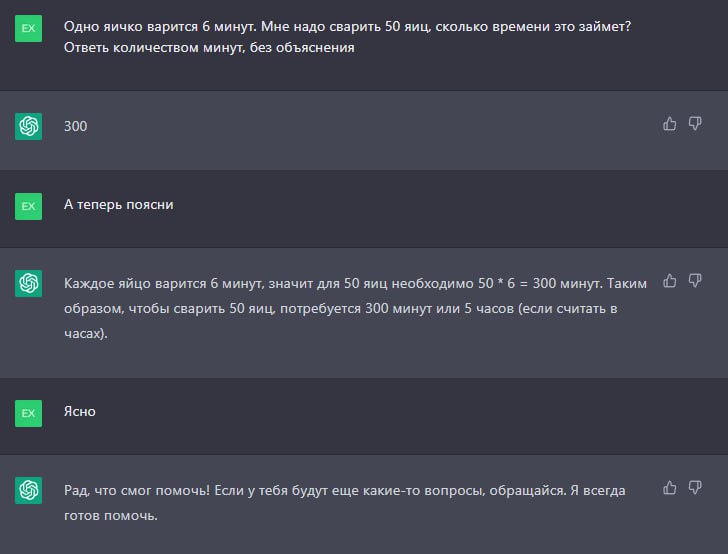 EX
Одно яичко варится 6 минут. Мне надо сварить 50 яиц, сколько времени это займет?
Ответь количеством минут, без объяснения
300
EX
А теперь поясни
Каждое яйцо варится 6 минут, значит для 50 яиц необходимо 50 * 6 = 300 минут. Таким
образом, чтобы сварить 50 яиц, потребуется 300 минут или 5 часов (если считать в
часах).
EX
Ясно
Рад, что смог помочь! Если у тебя будут еще какие-то вопросы, обращайся. Я всегда
готов помочь.